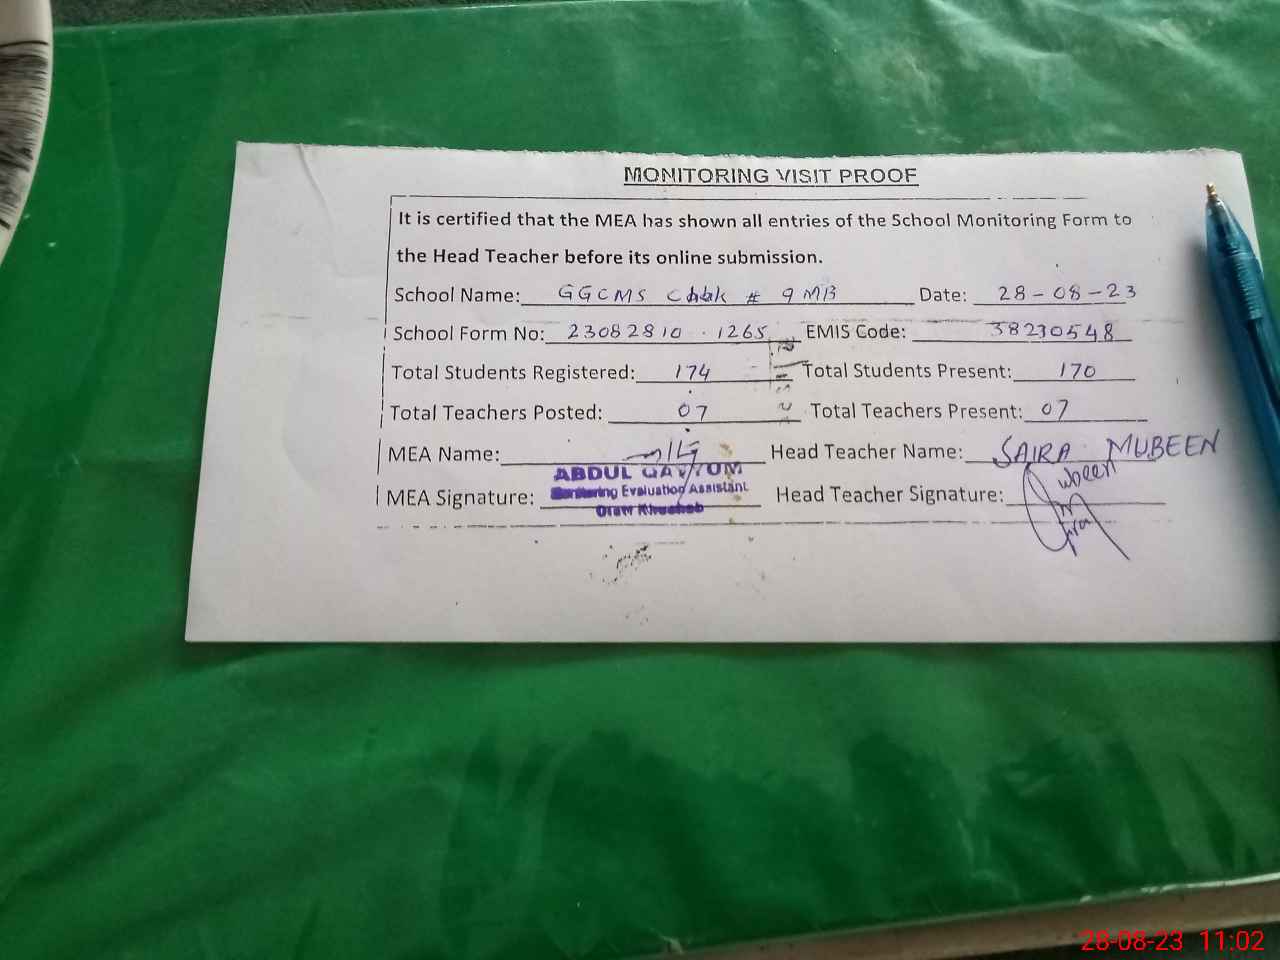 MONITORING VISIT PROOF
It is certified that the MEA has shown all entries of the School Monitoring Form to
the Head Teacher before its online submission.
School Name: GGCMS Chak # 9 MB Date: 28-08-23
School Form No: 23082810 . 1265 EMIS Code: 38230548
Total Students Registered: 174 Total Students Present: 170
Total Teachers Posted: 07 Total Teachers Present: 07
MEA Name: Head Teacher Name: SAIRA MUBEEN
ABDUL QAYYUM
MEA Signature: Monitoring Evaluation Assistant Head Teacher Signature:
Khushab
28-08-23 11:02